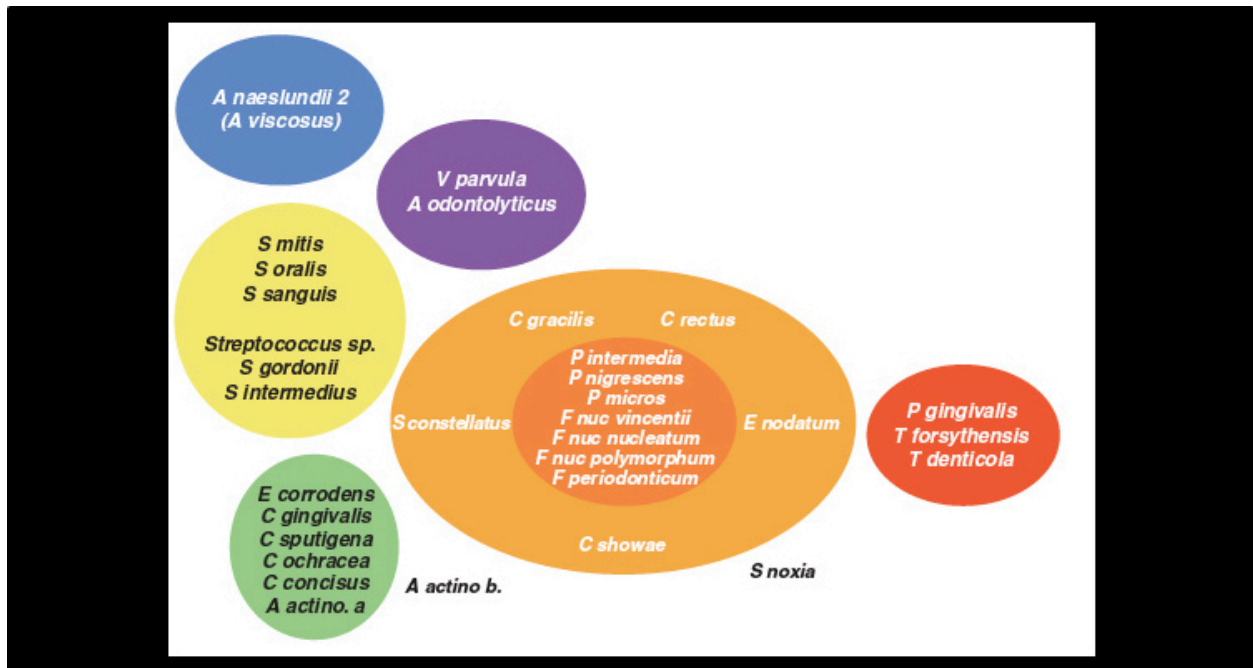 A naeslundii 2
(A viscosus)
V parvula
A odontolyticus
S mitis
S oralis
S sanguis
Streptococcus sp.
S gordonii
S intermedius
C gracilis
C rectus
P intermedia
P nigrescens
P micros
F nuc vincentii
F nuc nucleatum
F nuc polymorphum
F periodonticum
S constellatus
E nodatum
C showae
P gingivalis
T forsythensis
T denticola
E corrodens
C gingivalis
C sputigena
C ochracea
C concisus
A actino. a
A actino b.
S noxia